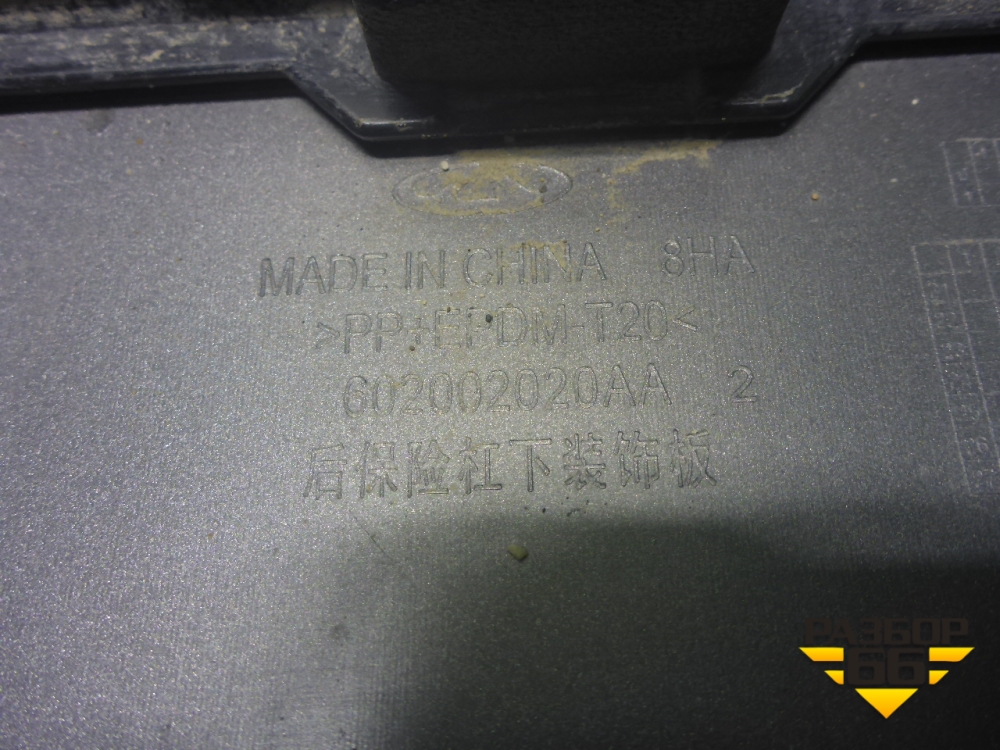 MADE IN CHINA 8HA
>PP+EPDM-T20<
602002020AA 2
后保险杠下装饰板
РАЗБОР
66